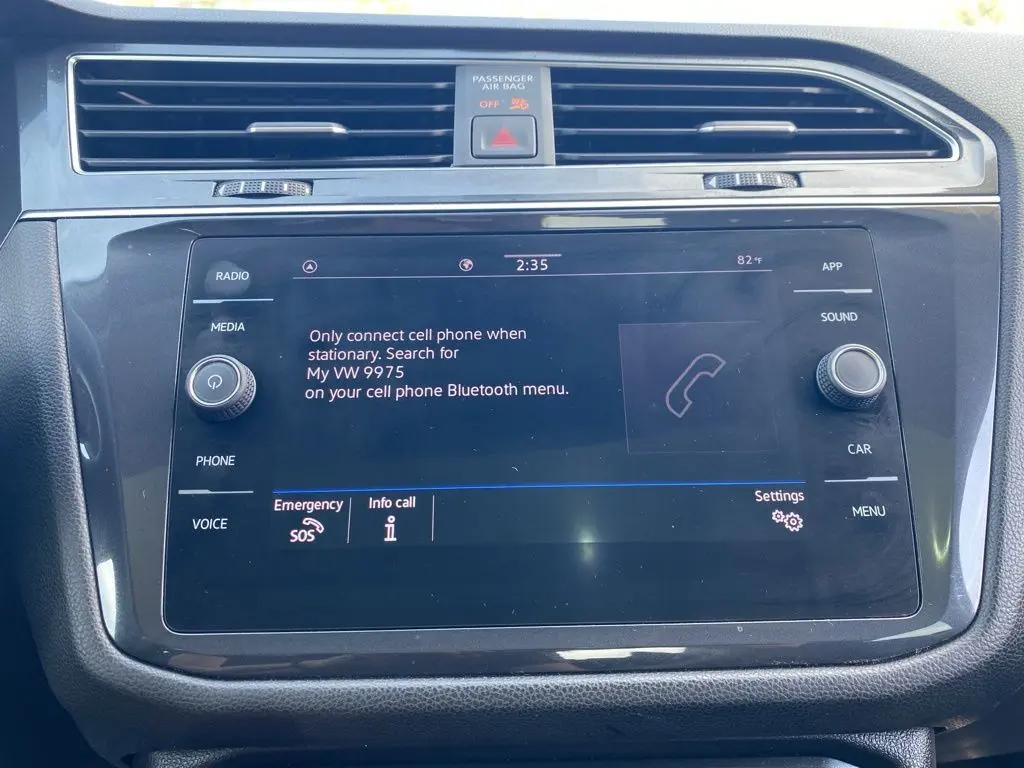 PASSENGER
AIR BAG
OFF
RADIO
2:35
82°F
APP
MEDIA
SOUND
Only connect cell phone when
stationary. Search for
My VW 9975
on your cell phone Bluetooth menu.
PHONE
CAR
Emergency
SOS
Info call
i
Settings
VOICE
MENU